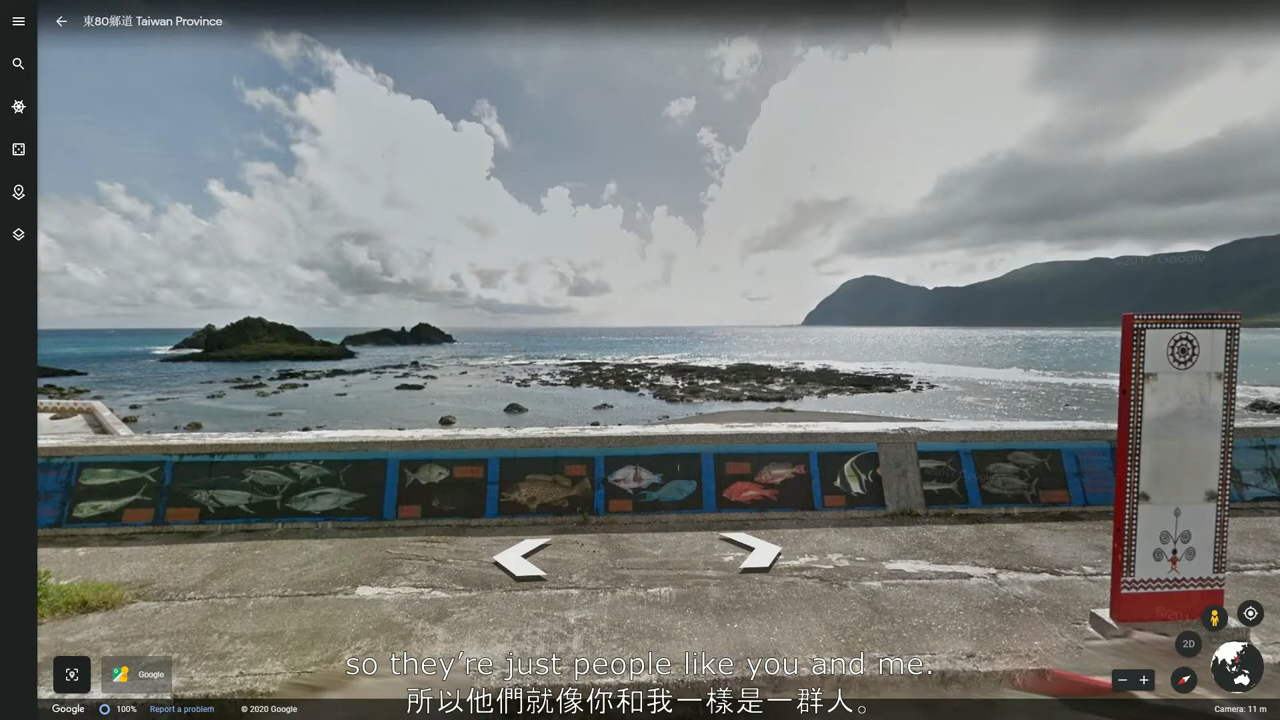 東80鄉道 Taiwan Province
©2017 Google
so they're just people like you and me.
所以他們就像你和我一樣是一群人。
2D
Google
Google
100%
Report a problem
© 2020 Google
Camera: 11 m